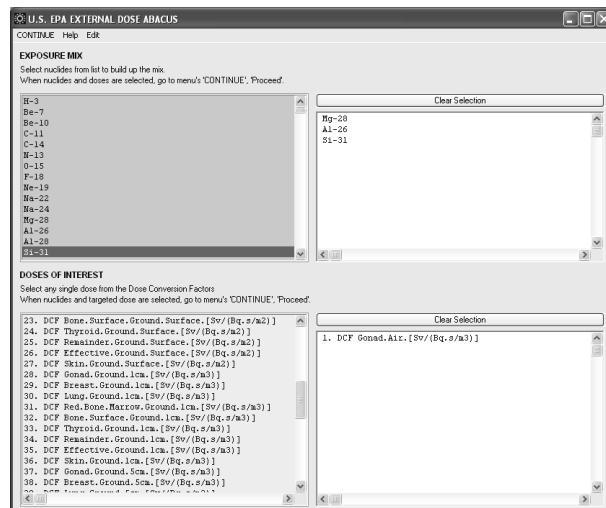 U.S. EPA EXTERNAL DOSE ABACUS
CONTINUE Help Edit
EXPOSURE MIX
Select nuclides from list to build up the mix.
When nuclides and doses are selected, go to menu's 'CONTINUE', 'Proceed'.
H-3
Be-7
Be-10
C-11
C-14
N-13
O-15
F-18
Ne-19
Na-22
Na-24
Mg-28
Al-26
Al-28
Si-31
Clear Selection
Mg-28
Al-26
Si-31
DOSES OF INTEREST
Select any single dose from the Dose Conversion Factors
When nuclides and targeted dose are selected, go to menu's 'CONTINUE', 'Proceed'.
23. DCF Bone.Surface.Ground.Surface.[Sv/(Bq.s/m2)]
24. DCF Thyroid.Ground.Surface.[Sv/(Bq.s/m2)]
25. DCF Remainder.Ground.Surface.[Sv/(Bq.s/m2)]
26. DCF Effective.Ground.Surface.[Sv/(Bq.s/m2)]
27. DCF Skin.Ground.Surface.[Sv/(Bq.s/m2)]
28. DCF Gonad.Ground.1cm.[Sv/(Bq.s/m3)]
29. DCF Breast.Ground.1cm.[Sv/(Bq.s/m3)]
30. DCF Lung.Ground.1cm.[Sv/(Bq.s/m3)]
31. DCF Red.Bone.Marrow.Ground.1cm.[Sv/(Bq.s/m3)]
32. DCF Bone.Surface.Ground.1cm.[Sv/(Bq.s/m3)]
33. DCF Thyroid.Ground.1cm.[Sv/(Bq.s/m3)]
34. DCF Remainder.Ground.1cm.[Sv/(Bq.s/m3)]
35. DCF Effective.Ground.1cm.[Sv/(Bq.s/m3)]
36. DCF Skin.Ground.1cm.[Sv/(Bq.s/m3)]
37. DCF Gonad.Ground.5cm.[Sv/(Bq.s/m3)]
38. DCF Breast.Ground.5cm.[Sv/(Bq.s/m3)]
Clear Selection
1. DCF Gonad.Air.[Sv/(Bq.s/m3)]